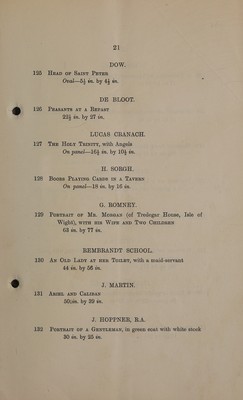 21
DOW.
125 Head of Saint Peter
Oval—5½ in. by 4½ in.
DE BLOOT.
126 Peasants at a Repast
23½ in. by 27 in.
LUCAS CRANACH.
127 The Holy Trinity, with Angels
On panel—16½ in. by 10½ in.
H. SORGH.
128 Boors Playing Cards in a Tavern
On panel—19 in. by 16 in.
G. ROMNEY.
129 Portrait of Mr. Morgan (of Tredegar House, Isle of
Wight), with his Wife and Two Children
63 in. by 77 in.
REMBRANDT SCHOOL.
130 An Old Lady at her Toilet, with a maid-servant
44 in. by 56 in.
J. MARTIN.
131 Ariel and Caliban
50 in. by 39 in.
J. HOPPNER, R.A.
132 Portrait of a Gentleman, in green coat with white stock
30 in. by 25 in.